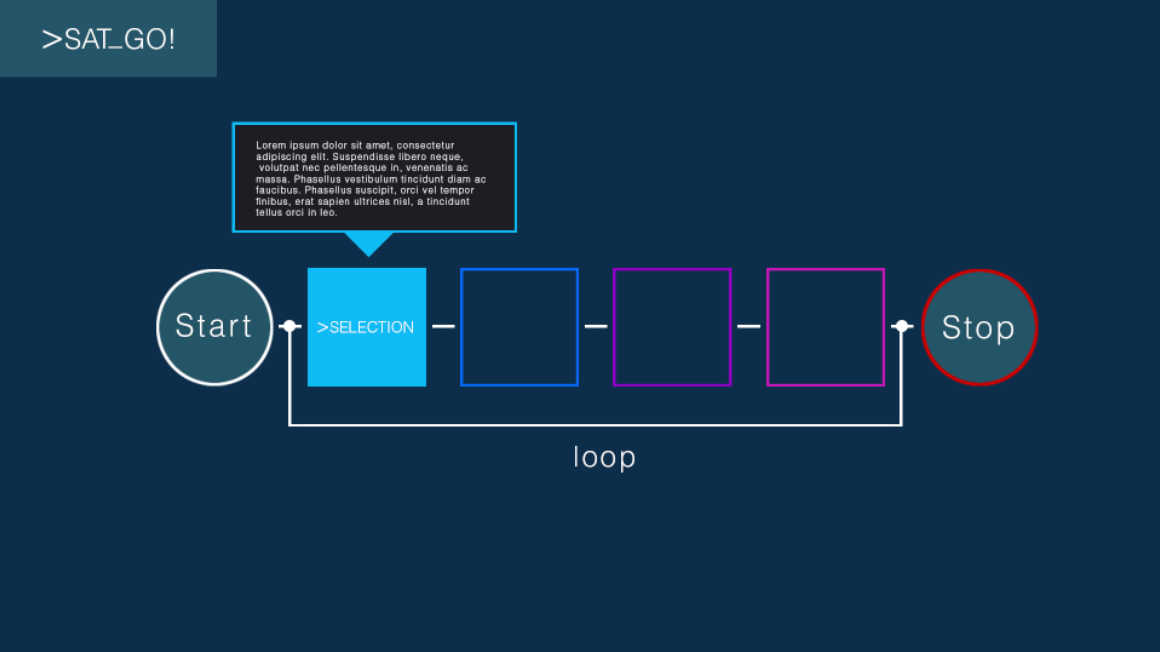 >SAT_GO!
Lorem ipsum dolor sit amet, consectetur
adipiscing elit. Suspendisse libero neque,
volutpat nec pellentesque in, venenatis ac
massa. Phasellus vestibulum tincidunt diam ac
faucibus. Phasellus suscipit, orci vel tempor
finibus, erat sapien ultrices nisl, a tincidunt
tellus orci in leo.
Start
>SELECTION
Stop
loop